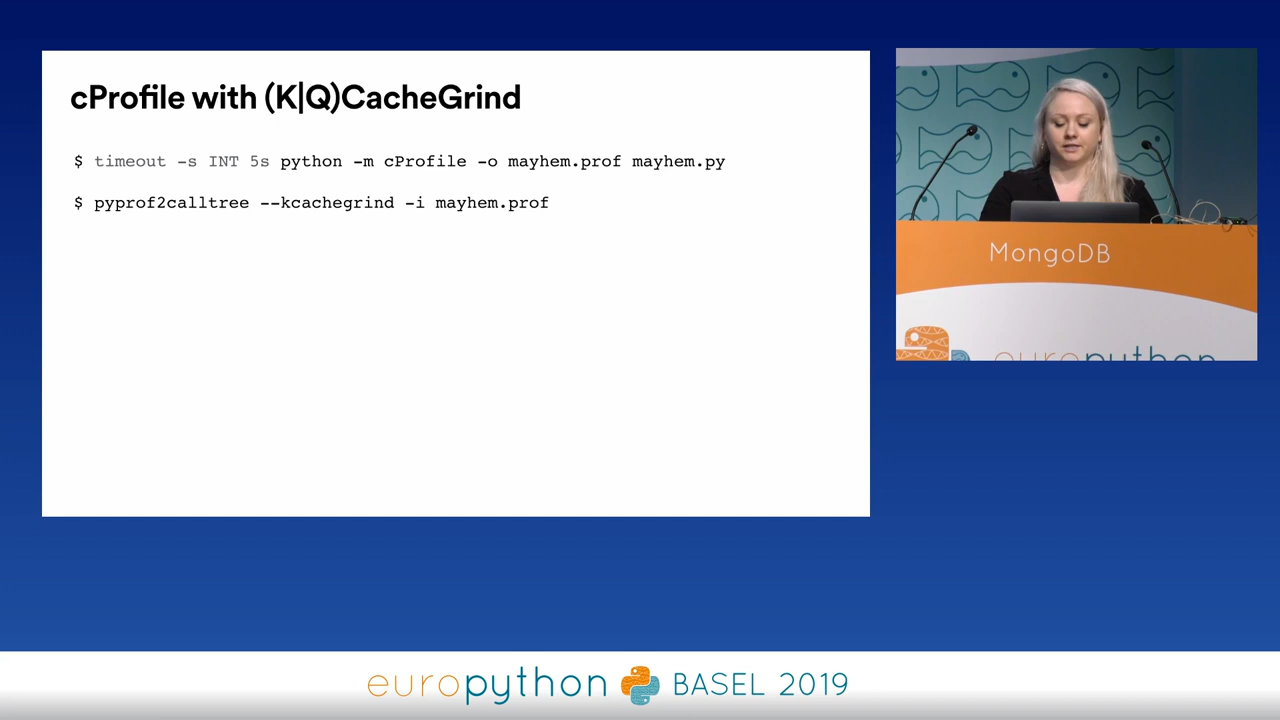 cProfile with (K|Q)CacheGrind
$ timeout -s INT 5s python -m cProfile -o mayhem.prof mayhem.py
$ pyprof2calltree --kcachegrind -i mayhem.prof
MongoDB
europython
europython BASEL 2019